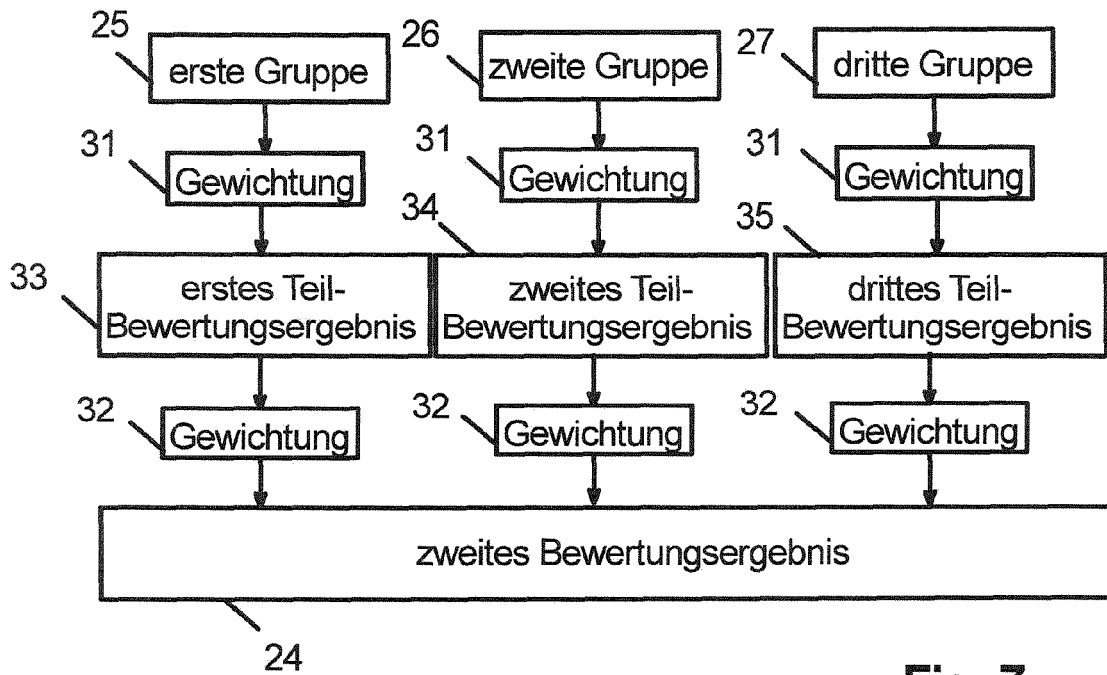 25
erste Gruppe
26
zweite Gruppe
27
dritte Gruppe
31
Gewichtung
31
Gewichtung
31
Gewichtung
33
erstes Teil-
Bewertungsergebnis
34
zweites Teil-
Bewertungsergebnis
35
drittes Teil-
Bewertungsergebnis
32
Gewichtung
32
Gewichtung
32
Gewichtung
zweites Bewertungsergebnis
24